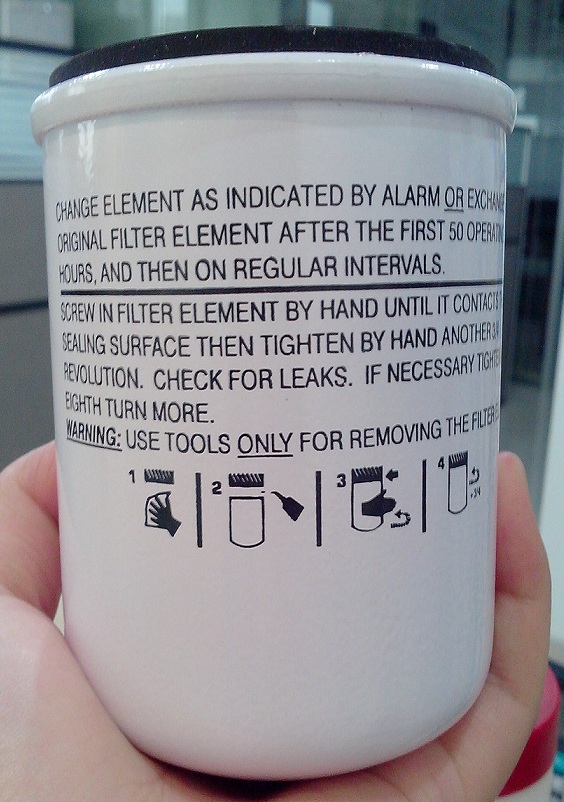 CHANGE ELEMENT AS INDICATED BY ALARM OR
ORIGINAL FILTER ELEMENT AFTER THE FIRST 50
HOURS, AND THEN ON REGULAR INTERVALS.
SCREW IN FILTER ELEMENT BY HAND UNTIL IT CONTACTS
SEALING SURFACE THEN TIGHTEN BY HAND ANOTHER
REVOLUTION. CHECK FOR LEAKS. IF NECESSARY
EIGHTH TURN MORE.
WARNING: USE TOOLS ONLY FOR REMOVING THE FILTER
1 2 3 4